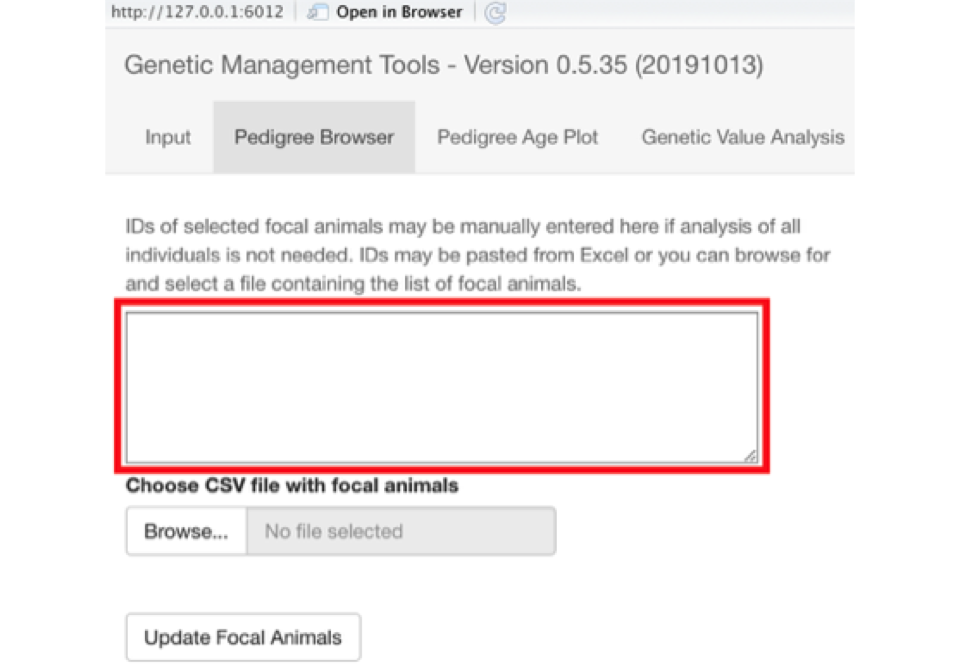 http://127.0.0.1:6012 Open in Browser
Genetic Management Tools - Version 0.5.35 (20191013)
Input Pedigree Browser Pedigree Age Plot Genetic Value Analysis
IDs of selected focal animals may be manually entered here if analysis of all
individuals is not needed. IDs may be pasted from Excel or you can browse for
and select a file containing the list of focal animals.
Choose CSV file with focal animals
Browse... No file selected
Update Focal Animals